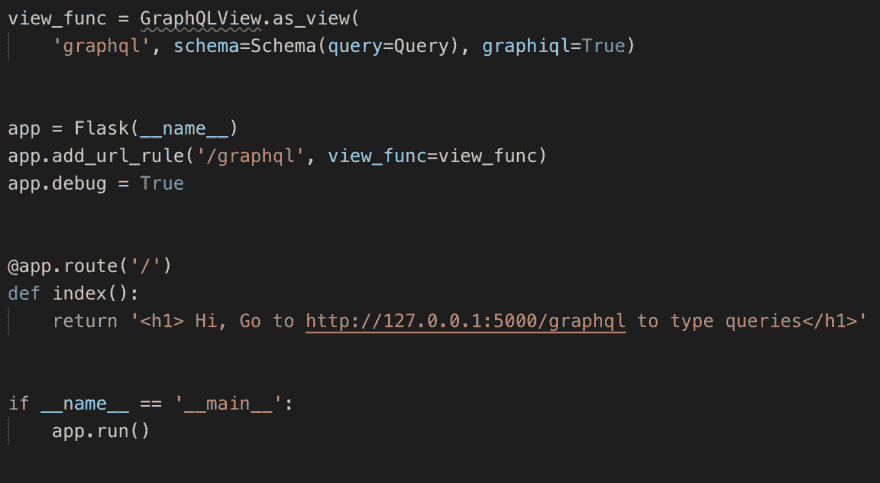 view_func = GraphQLView.as_view(
    'graphql', schema=Schema(query=Query), graphiql=True)
app = Flask(__name__)
app.add_url_rule('/graphql', view_func=view_func)
app.debug = True
@app.route('/')
def index():
    return '<h1> Hi, Go to http://127.0.0.1:5000/graphql to type queries</h1>'
if __name__ == '__main__':
    app.run()